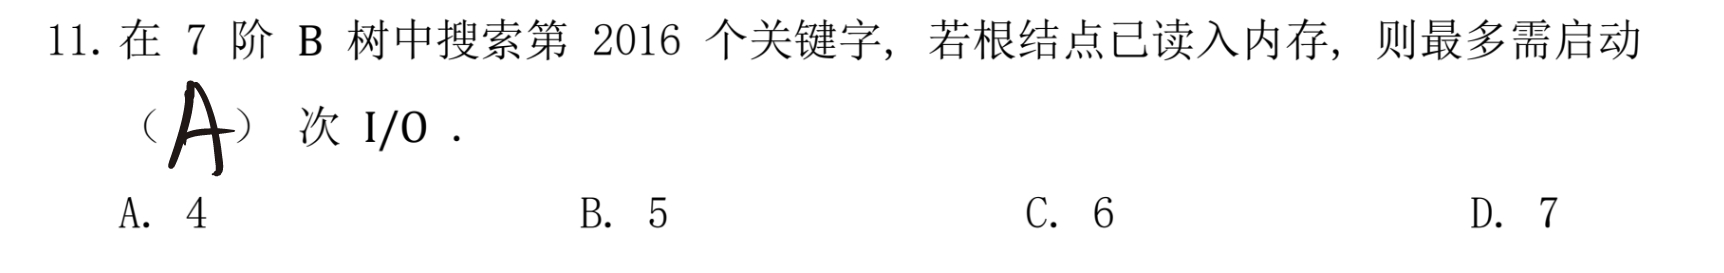 11. 在 7 阶 B 树中搜索第 2016 个关键字, 若根结点已读入内存, 则最多需启动
（A） 次 I/O .
A. 4 B. 5 C. 6 D. 7